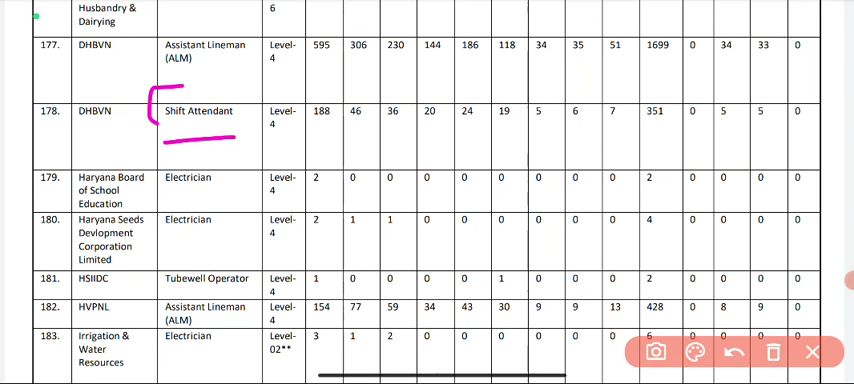 Husbandry & 6
Dairying
177. DHBVN Assistant Lineman Level- 595 306 230 144 186 118 34 35 51 1699 0 34 33 0
(ALM) 4
178. DHBVN Shift Attendant Level- 188 46 36 20 24 19 5 6 7 351 0 5 5 0
4
179. Haryana Board Electrician Level- 2 0 0 0 0 0 0 0 0 2 0 0 0 0
of School 4
Education
180. Haryana Seeds Electrician Level- 2 1 1 0 0 0 0 0 0 4 0 0 0 0
Devlopment 4
Corporation
Limited
181. HSIIDC Tubewell Operator Level- 1 0 0 0 0 1 0 0 0 2 0 0 0 0
4
182. HVPNL Assistant Lineman Level- 154 77 59 34 43 30 9 9 13 428 0 8 9 0
(ALM) 4
183. Irrigation & Electrician Level- 3 1 2 0 0 0 0 0 0 6 0 0 0 0
Water 02**
Resources